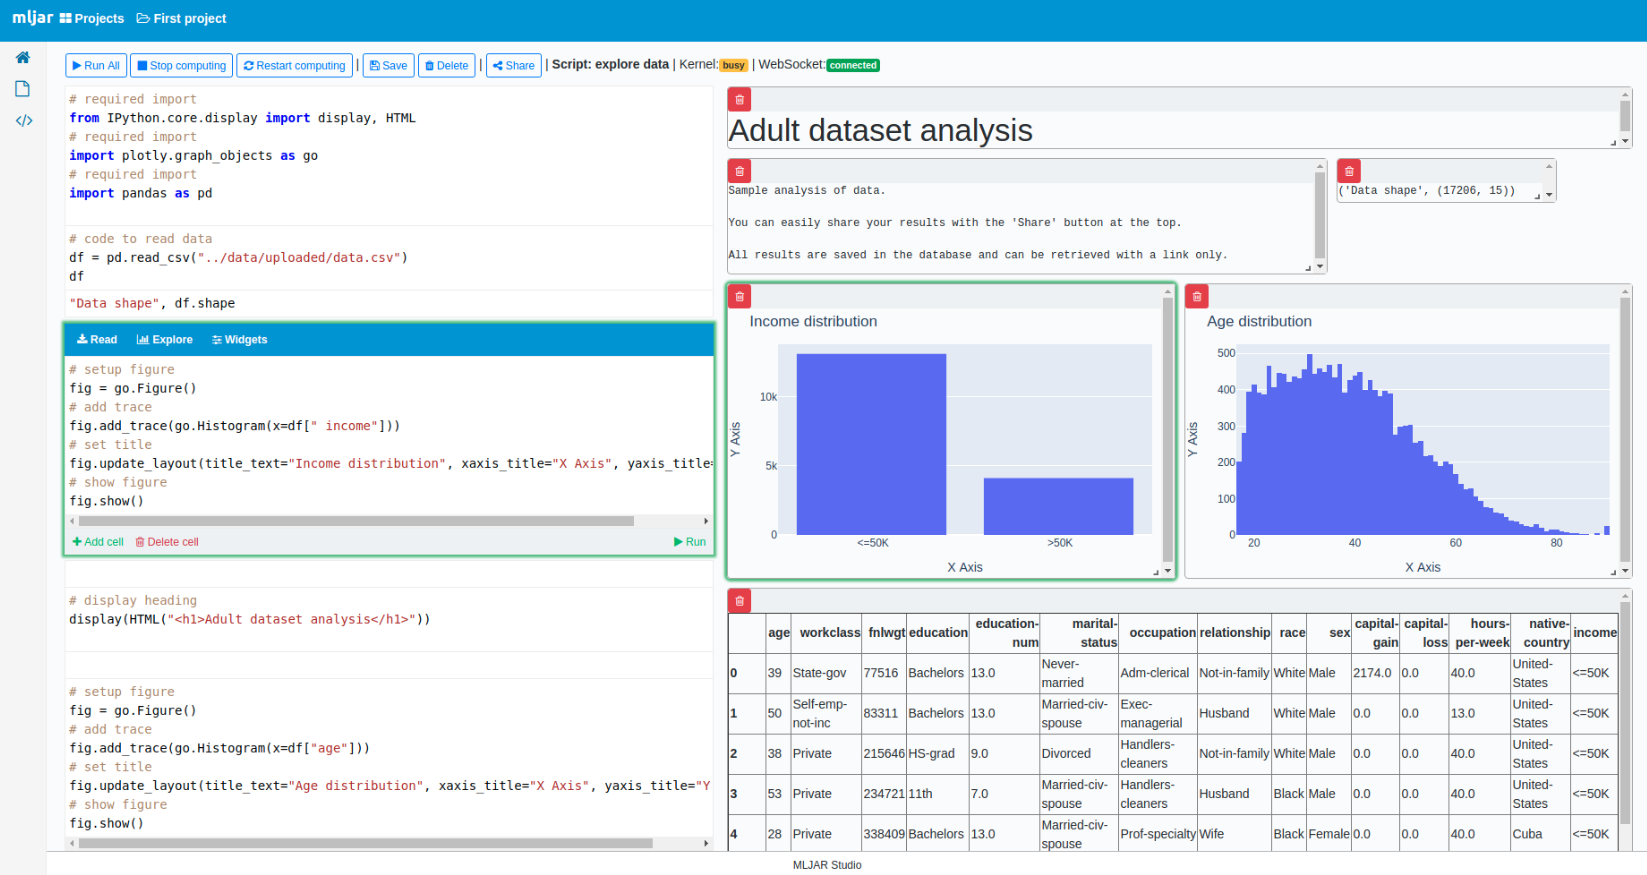 mljar Projects First project
Run All Stop computing Restart computing | Save Delete | Share | Script: explore data | Kernel: busy | WebSocket: connected
# required import
from IPython.core.display import display, HTML
# required import
import plotly.graph_objects as go
# required import
import pandas as pd
# code to read data
df = pd.read_csv("../data/uploaded/data.csv")
df
"Data shape", df.shape
Read Explore Widgets
# setup figure
fig = go.Figure()
# add trace
fig.add_trace(go.Histogram(x=df[" income"]))
# set title
fig.update_layout(title_text="Income distribution", xaxis_title="X Axis", yaxis_title=
# show figure
fig.show()
Add cell Delete cell Run
# display heading
display(HTML("<h1>Adult dataset analysis</h1>"))
# setup figure
fig = go.Figure()
# add trace
fig.add_trace(go.Histogram(x=df["age"]))
# set title
fig.update_layout(title_text="Age distribution", xaxis_title="X Axis", yaxis_title="Y
# show figure
fig.show()
Adult dataset analysis
Sample analysis of data.
You can easily share your results with the 'Share' button at the top.
All results are saved in the database and can be retrieved with a link only.
('Data shape', (17206, 15))
Income distribution
Y Axis
10k
5k
0
<=50K >50K
X Axis
Age distribution
Y Axis
500
400
300
200
100
0
20 40 60 80
X Axis
age workclass fnlwgt education education-num marital-status occupation relationship race sex capital-gain capital-loss hours-per-week native-country income
0 39 State-gov 77516 Bachelors 13.0 Never-married Adm-clerical Not-in-family White Male 2174.0 0.0 40.0 United-States <=50K
1 50 Self-emp-not-inc 83311 Bachelors 13.0 Married-civ-spouse Exec-managerial Husband White Male 0.0 0.0 13.0 United-States <=50K
2 38 Private 215646 HS-grad 9.0 Divorced Handlers-cleaners Not-in-family White Male 0.0 0.0 40.0 United-States <=50K
3 53 Private 234721 11th 7.0 Married-civ-spouse Handlers-cleaners Husband Black Male 0.0 0.0 40.0 United-States <=50K
4 28 Private 338409 Bachelors 13.0 Married-civ-spouse Prof-specialty Wife Black Female 0.0 0.0 40.0 Cuba <=50K
MLJAR Studio